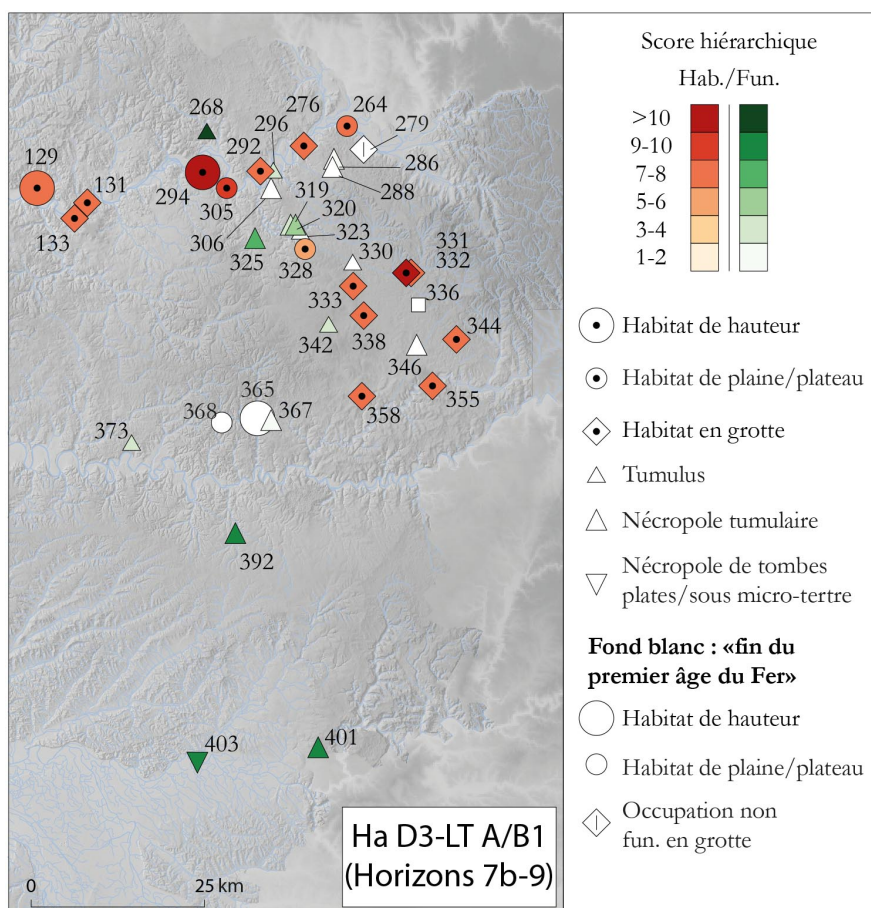 268
276
264
279
296
292
129
286
131
294
288
319
305
320
133
306
323
325
330
331
328
332
333
336
344
342
338
346
365
355
368
367
358
373
392
403
401
0
25 km
Ha D3-LT A/B1
(Horizons 7b-9)
Score hiérarchique
Hab./Fun.
>10
9-10
7-8
5-6
3-4
1-2
Habitat de hauteur
Habitat de plaine/plateau
Habitat en grotte
Tumulus
Nécropole tumulaire
Nécropole de tombes
plates/sous micro-tertre
Fond blanc : «fin du
premier âge du Fer»
Habitat de hauteur
Habitat de plaine/plateau
Occupation non
fun. en grotte